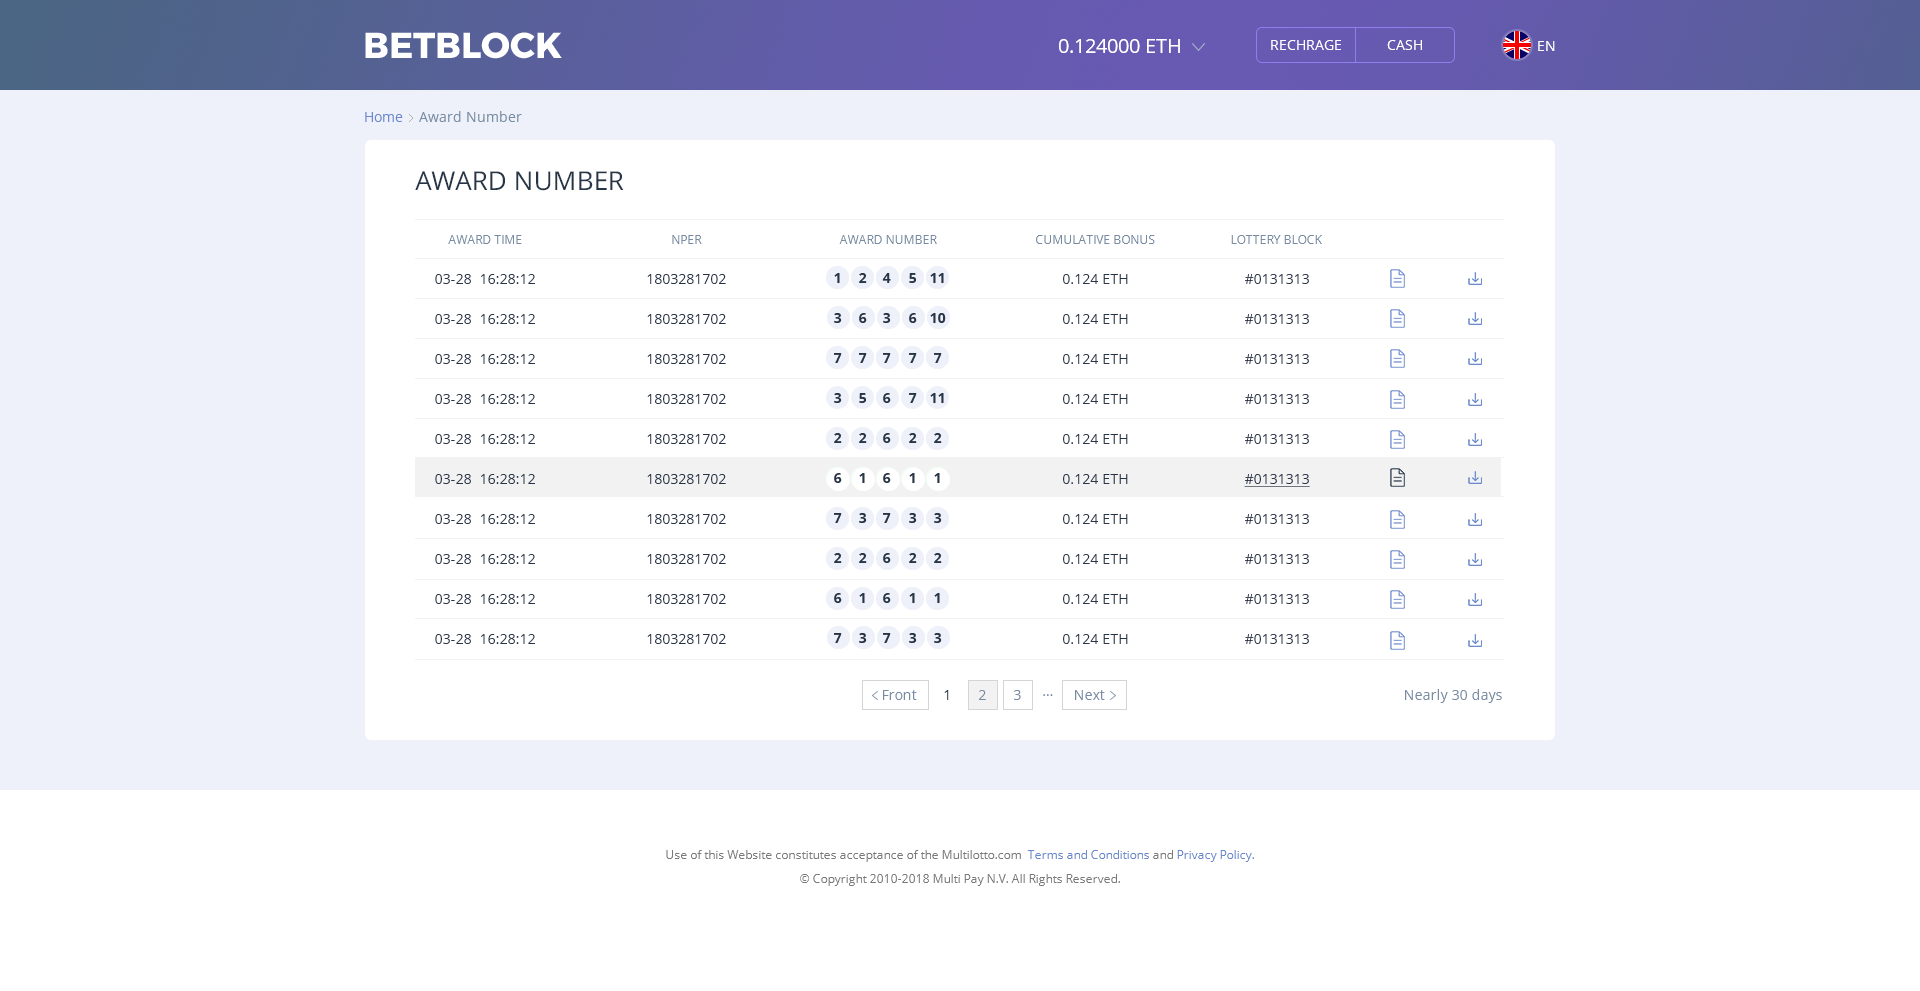 BETBLOCK 0.124000 ETH RECHRAGE CASH EN
Home > Award Number
AWARD NUMBER
AWARD TIME NPER AWARD NUMBER CUMULATIVE BONUS LOTTERY BLOCK
03-28 16:28:12 1803281702 1 2 4 5 11 0.124 ETH #0131313
03-28 16:28:12 1803281702 3 6 3 6 10 0.124 ETH #0131313
03-28 16:28:12 1803281702 7 7 7 7 7 0.124 ETH #0131313
03-28 16:28:12 1803281702 3 5 6 7 11 0.124 ETH #0131313
03-28 16:28:12 1803281702 2 2 6 2 2 0.124 ETH #0131313
03-28 16:28:12 1803281702 6 1 6 1 1 0.124 ETH #0131313
03-28 16:28:12 1803281702 7 3 7 3 3 0.124 ETH #0131313
03-28 16:28:12 1803281702 2 2 6 2 2 0.124 ETH #0131313
03-28 16:28:12 1803281702 6 1 6 1 1 0.124 ETH #0131313
03-28 16:28:12 1803281702 7 3 7 3 3 0.124 ETH #0131313
< Front 1 2 3 ··· Next > Nearly 30 days
Use of this Website constitutes acceptance of the Multilotto.com Terms and Conditions and Privacy Policy.
© Copyright 2010-2018 Multi Pay N.V. All Rights Reserved.